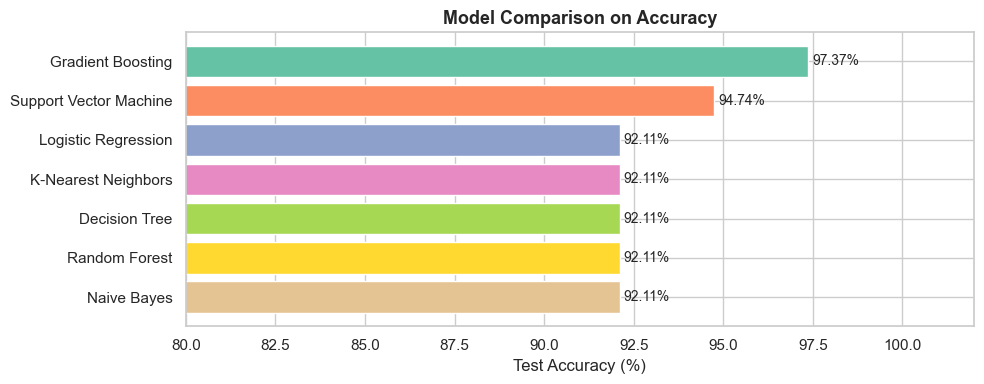 Model Comparison on Accuracy
Gradient Boosting 97.37%
Support Vector Machine 94.74%
Logistic Regression 92.11%
K-Nearest Neighbors 92.11%
Decision Tree 92.11%
Random Forest 92.11%
Naive Bayes 92.11%
80.0 82.5 85.0 87.5 90.0 92.5 95.0 97.5 100.0
Test Accuracy (%)